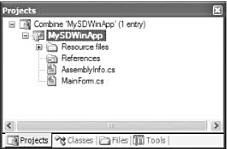 Projects
Combine 'MySDWinApp' (1 entry)
MySDWinApp
Resource files
References
AssemblyInfo.cs
MainForm.cs
Projects Classes Files Tools